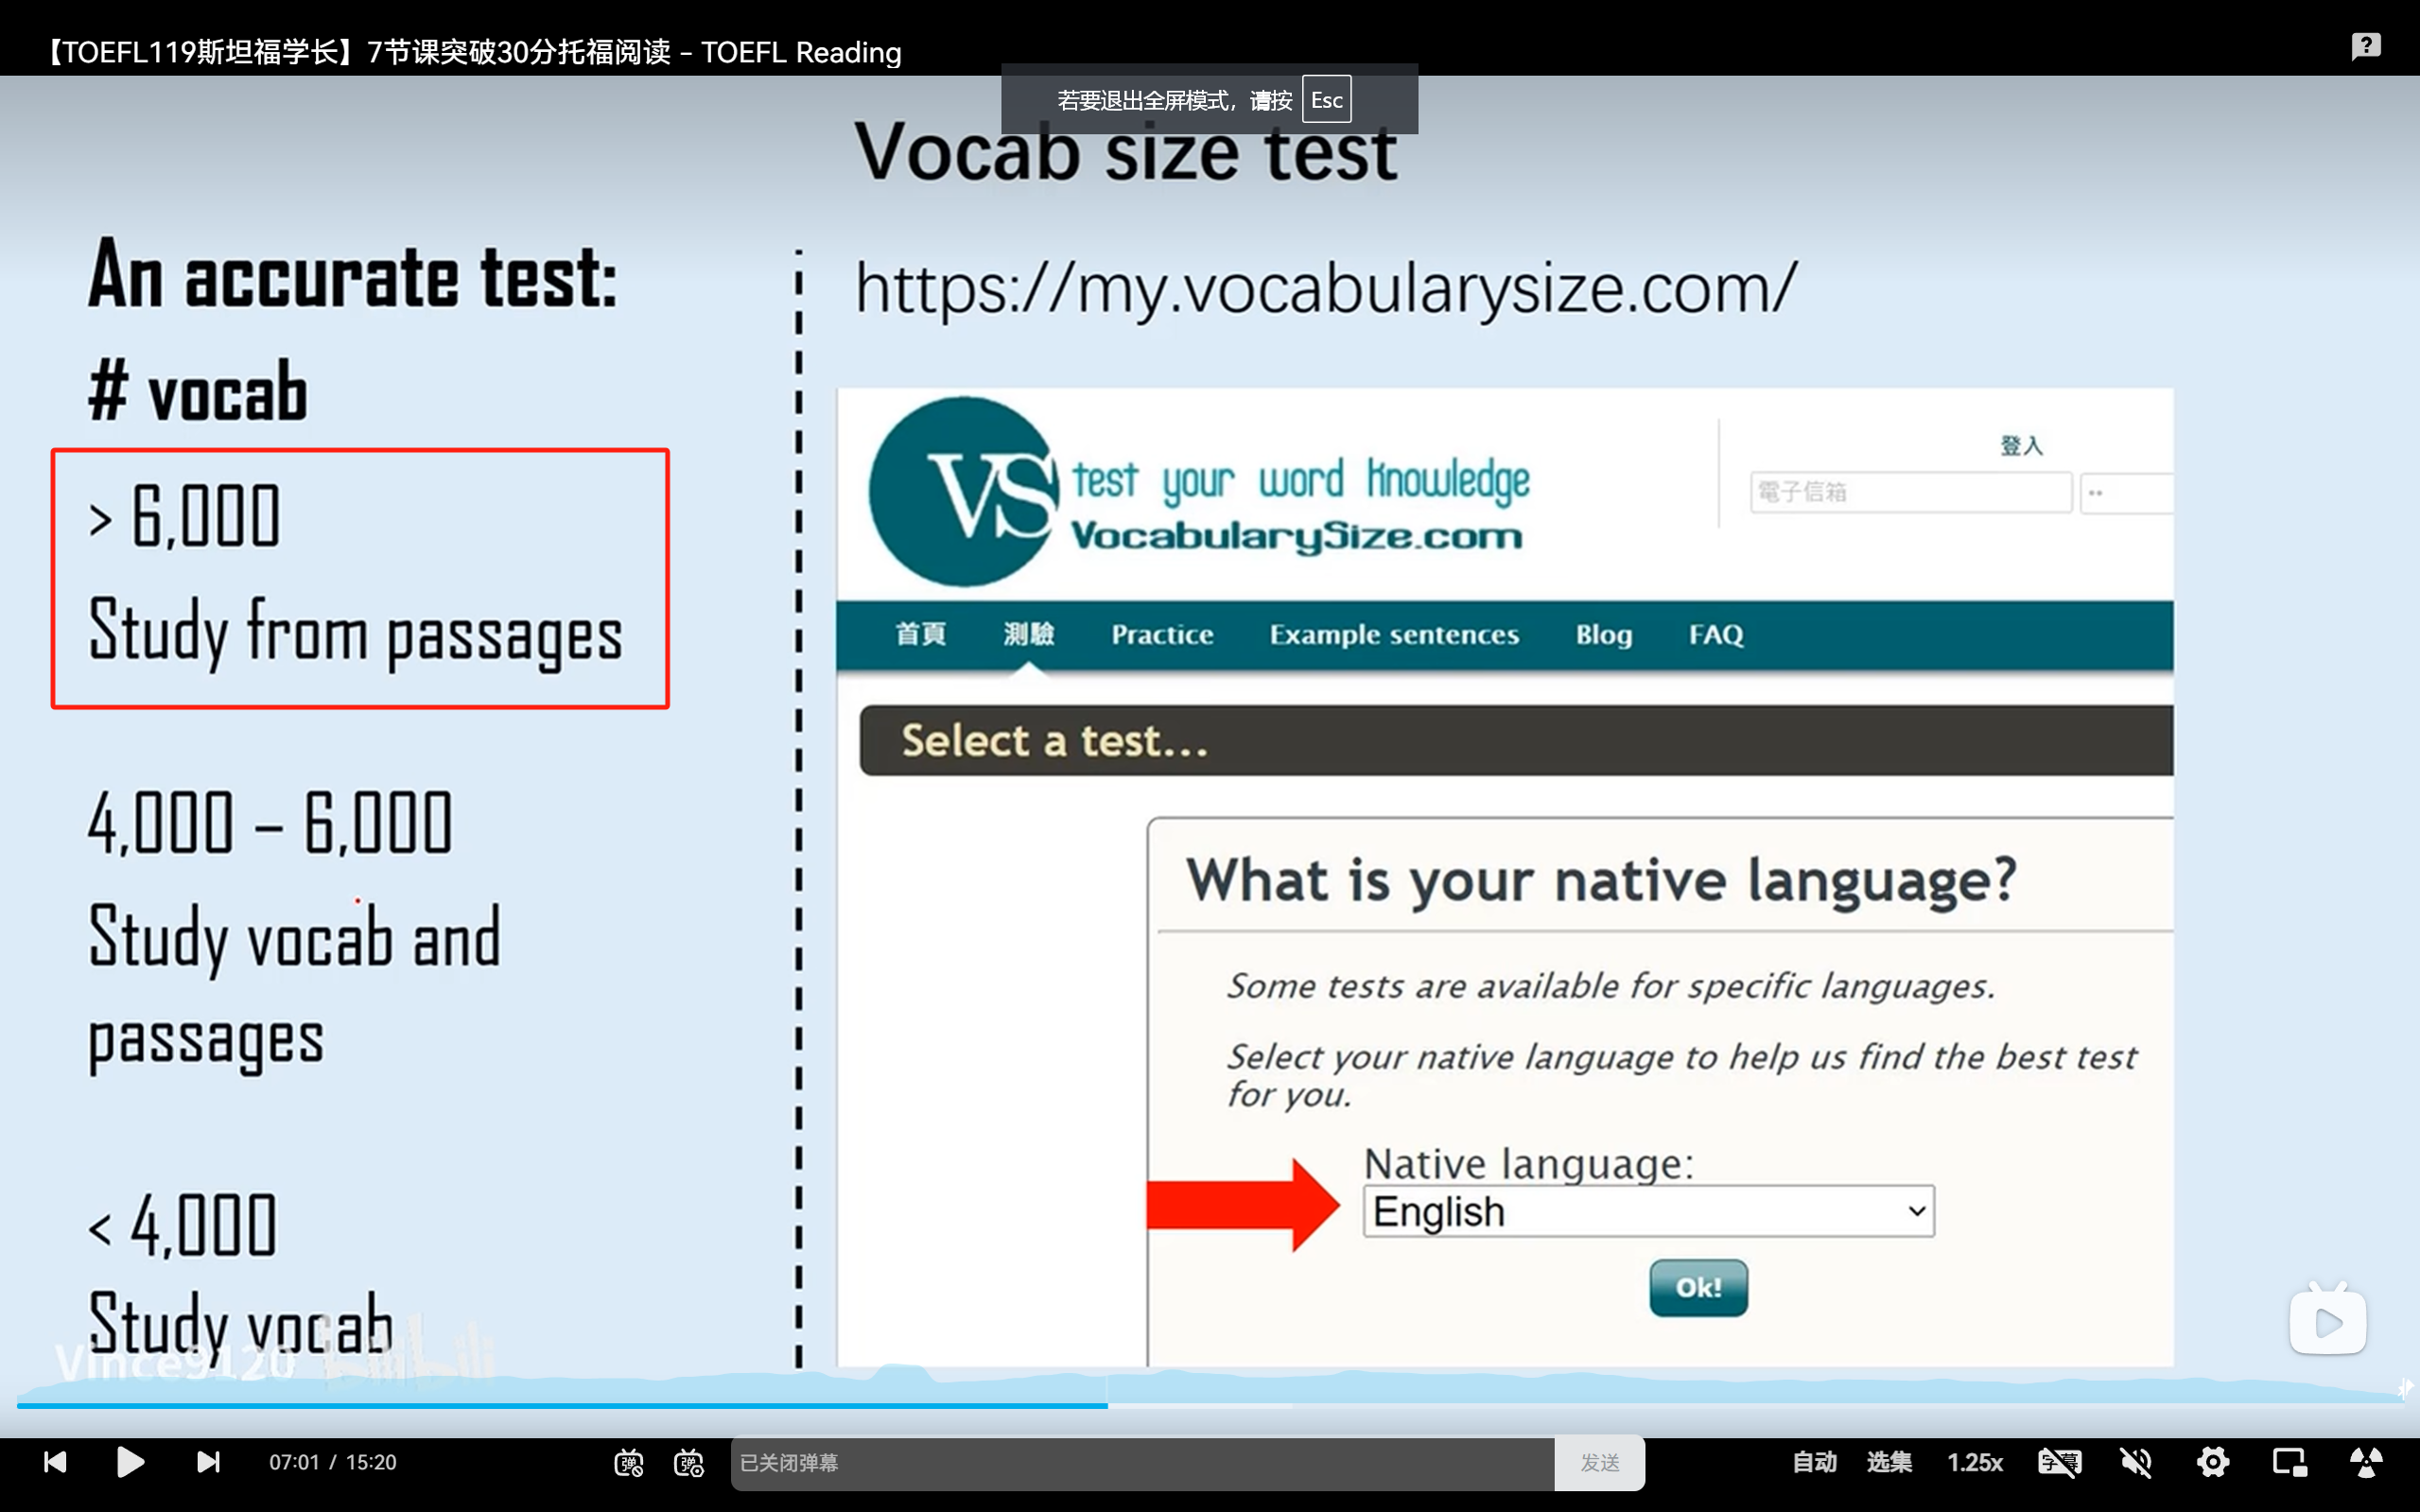 【TOEFL119斯坦福学长】7节课突破30分托福阅读 – TOEFL Reading
若要退出全屏模式，请按 Esc
Vocab size test
An accurate test:
# vocab
> 6,000
Study from passages
4,000 – 6,000
Study vocab and
passages
< 4,000
Study vocab
https://my.vocabularysize.com/
VS
test your word knowledge
VocabularySize.com
登入
電子信箱
首頁 測驗 Practice Example sentences Blog FAQ
Select a test...
What is your native language?
Some tests are available for specific languages.
Select your native language to help us find the best test
for you.
Native language:
English
Ok!
Vince9120 bilibili
07:01 / 15:20
弹 弹
已关闭弹幕
发送
自动 选集 1.25x 字幕